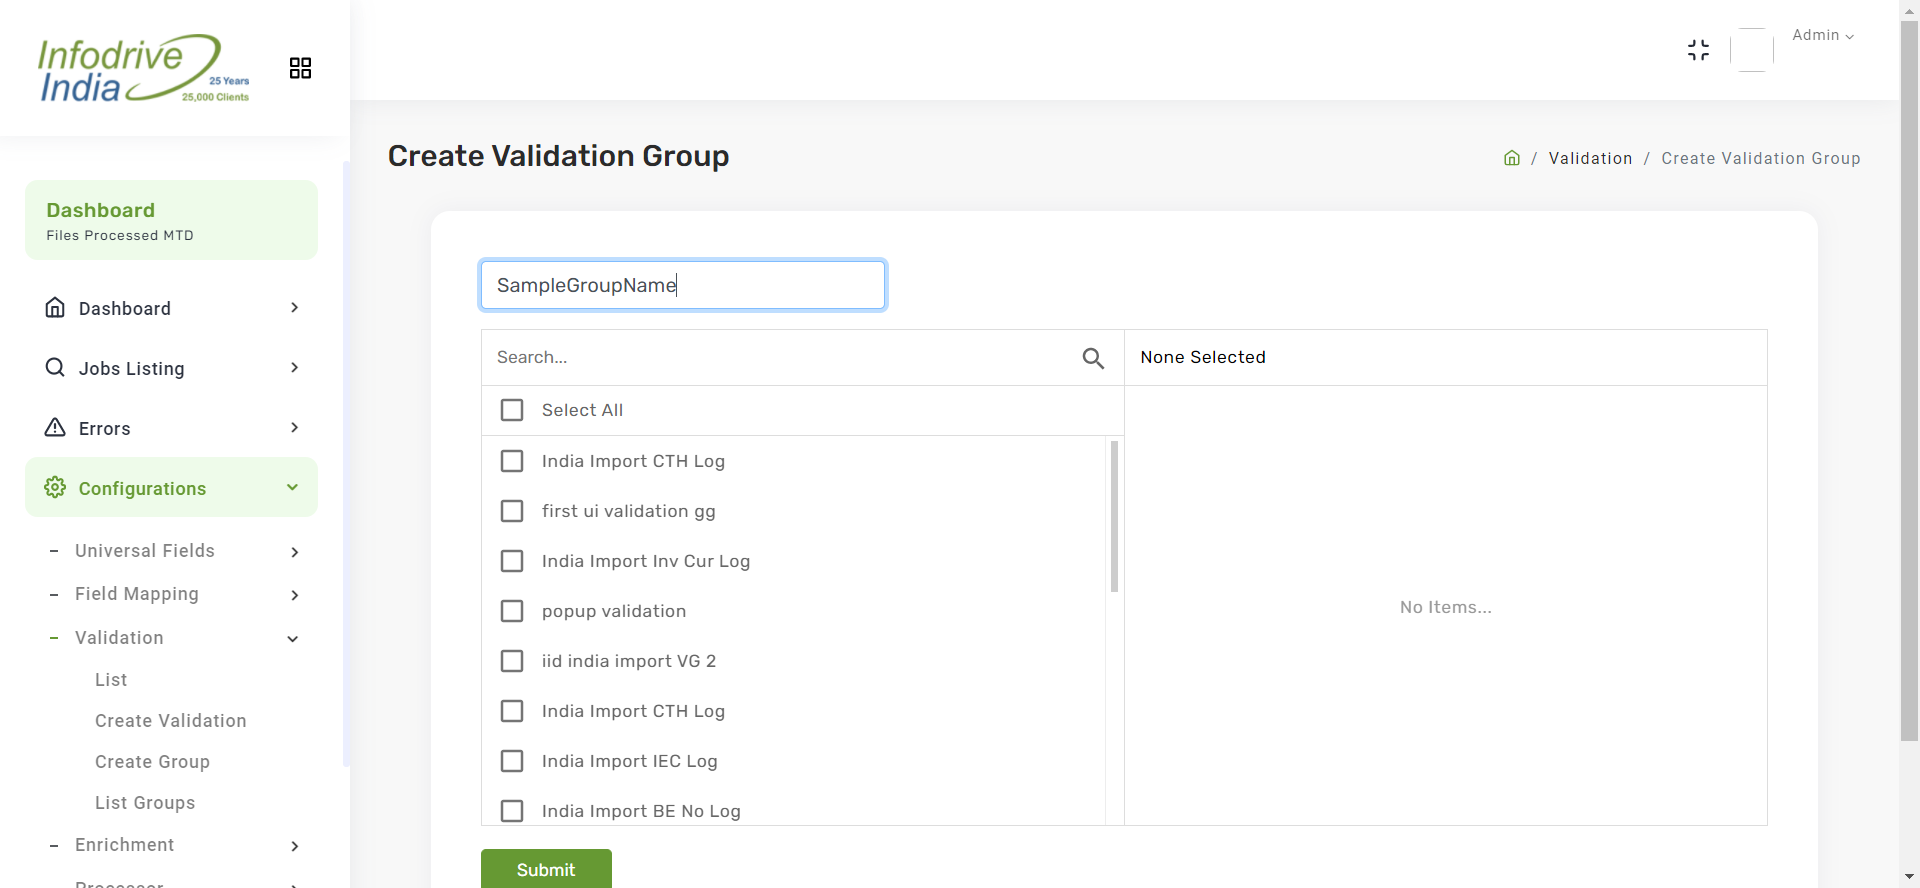 Infodrive
India
25 Years
25,000 Clients
Admin
Create Validation Group
/ Validation / Create Validation Group
Dashboard
Files Processed MTD
Dashboard
Jobs Listing
Errors
Configurations
- Universal Fields
- Field Mapping
- Validation
List
Create Validation
Create Group
List Groups
- Enrichment
Processor
SampleGroupName
Search...
None Selected
Select All
India Import CTH Log
first ui validation gg
India Import Inv Cur Log
popup validation
iid india import VG 2
India Import CTH Log
India Import IEC Log
India Import BE No Log
No Items...
Submit